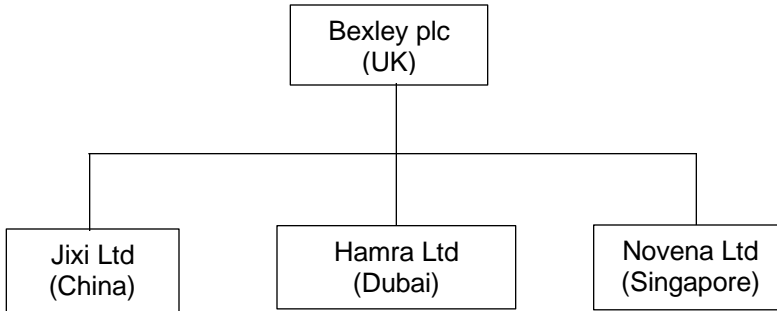 Bexley plc
(UK)
Jixi Ltd
(China)
Hamra Ltd
(Dubai)
Novena Ltd
(Singapore)